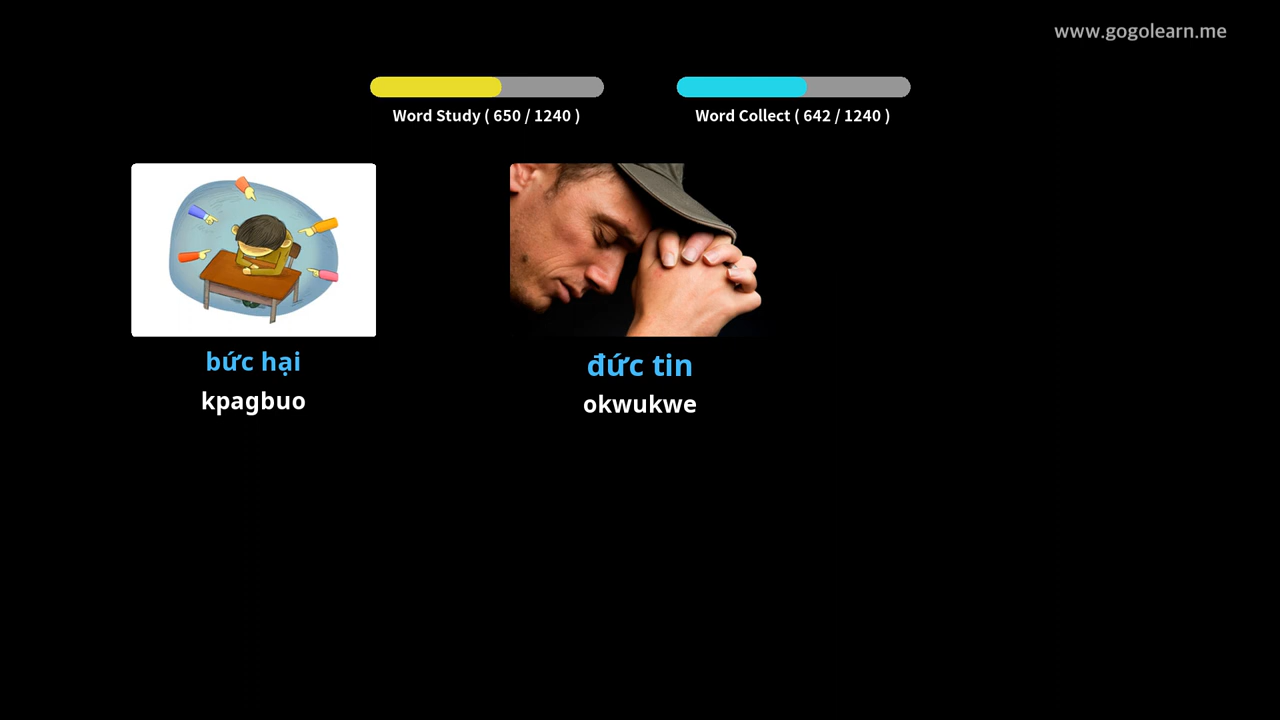 www.gogolearn.me
Word Study ( 650 / 1240 )
Word Collect ( 642 / 1240 )
bức hại
kpagbuo
đức tin
okwukwe